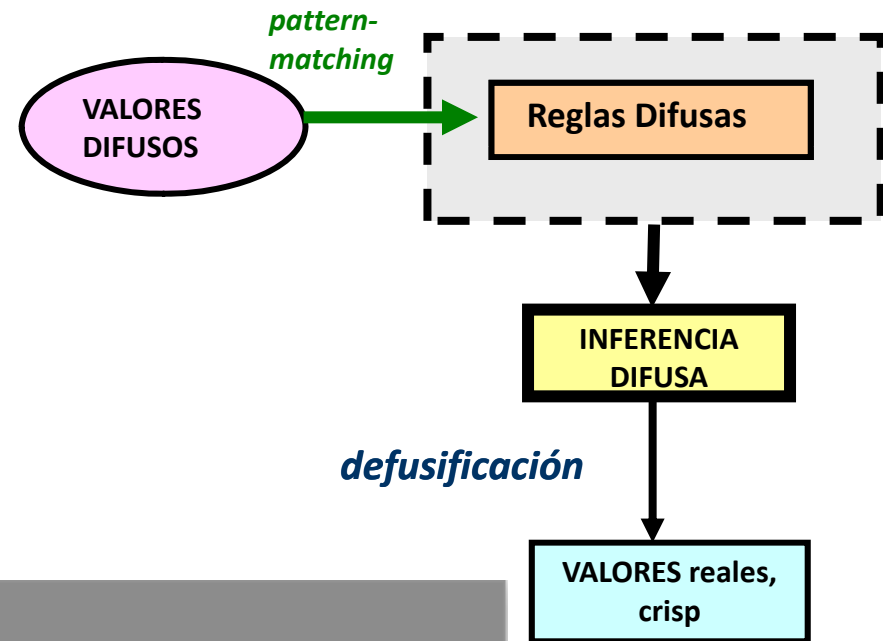 pattern-
matching
VALORES
DIFUSOS
Reglas Difusas
INFERENCIA
DIFUSA
defusificación
VALORES reales,
crisp